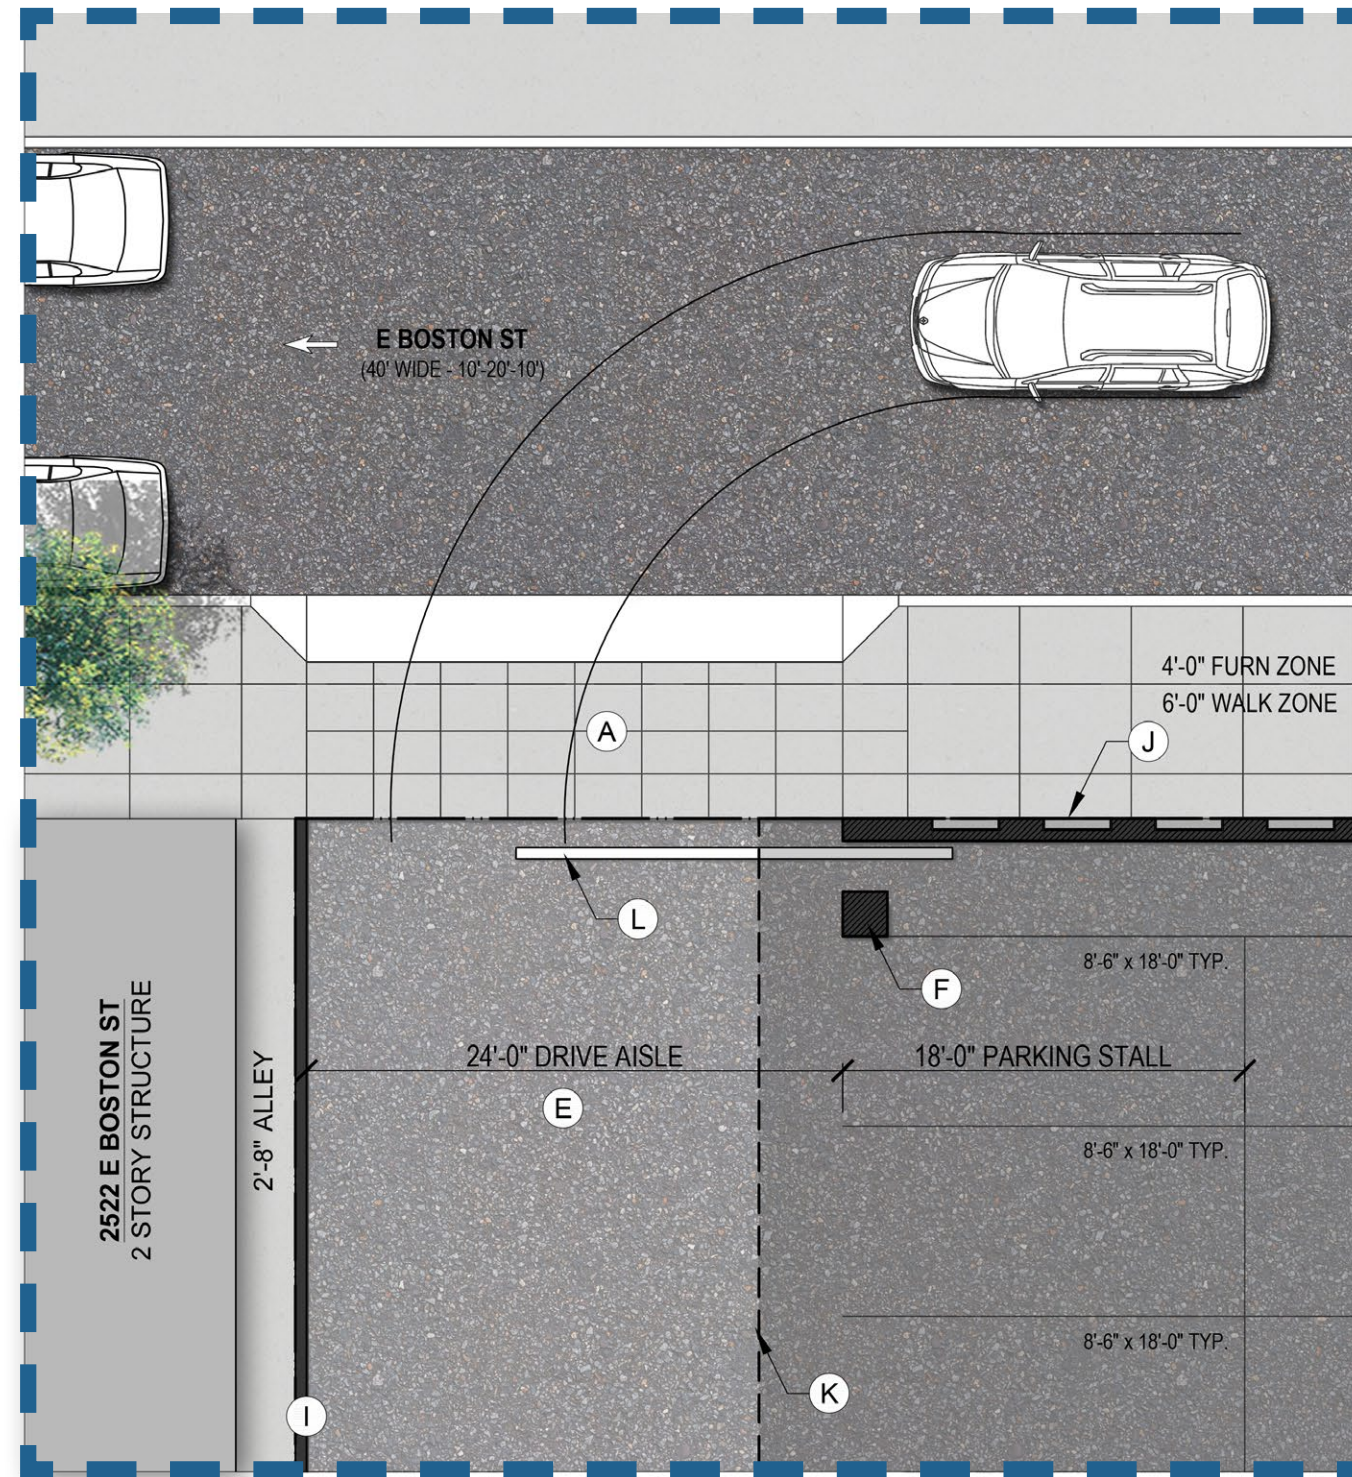 E BOSTON ST
(40' WIDE - 10'-20'-10')
4'-0" FURN ZONE
6'-0" WALK ZONE
J
A
L
8'-6" x 18'-0" TYP.
F
24'-0" DRIVE AISLE
18'-0" PARKING STALL
E
2522 E BOSTON ST
2 STORY STRUCTURE
2'-8" ALLEY
8'-6" x 18'-0" TYP.
8'-6" x 18'-0" TYP.
K
I